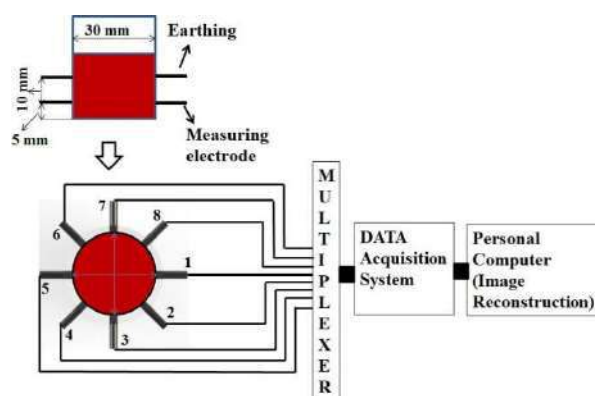 30 mm
Earthing
10 mm
5 mm
Measuring
electrode
7
8
6
1
5
2
4
3
MULTIPLEXER
DATA
Acquisition
System
Personal
Computer
(Image
Reconstruction)